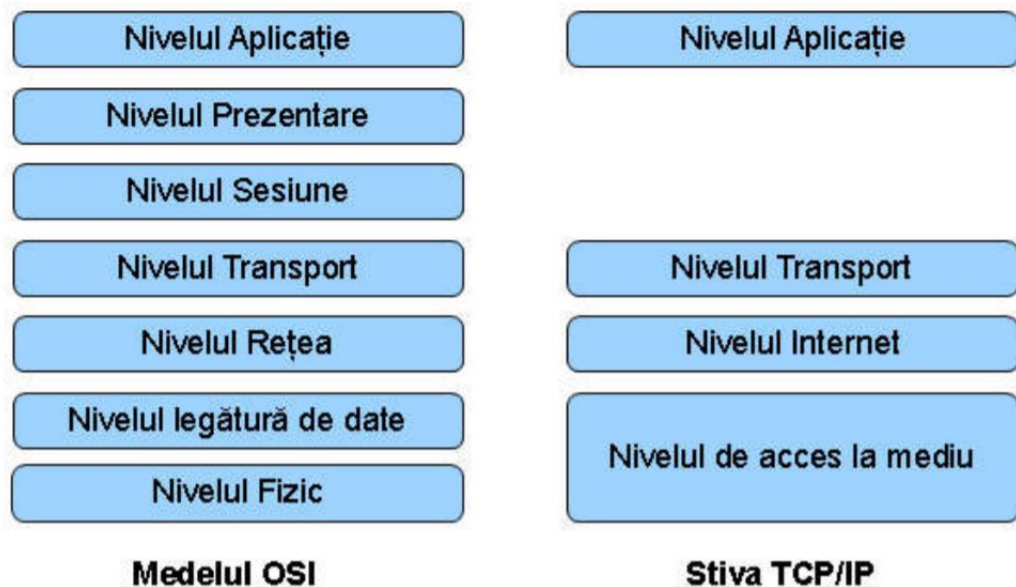 Nivelul Aplicație
Nivelul Prezentare
Nivelul Sesiune
Nivelul Transport
Nivelul Rețea
Nivelul legătură de date
Nivelul Fizic
Medelul OSI
Nivelul Aplicație
Nivelul Transport
Nivelul Internet
Nivelul de acces la mediu
Stiva TCP/IP